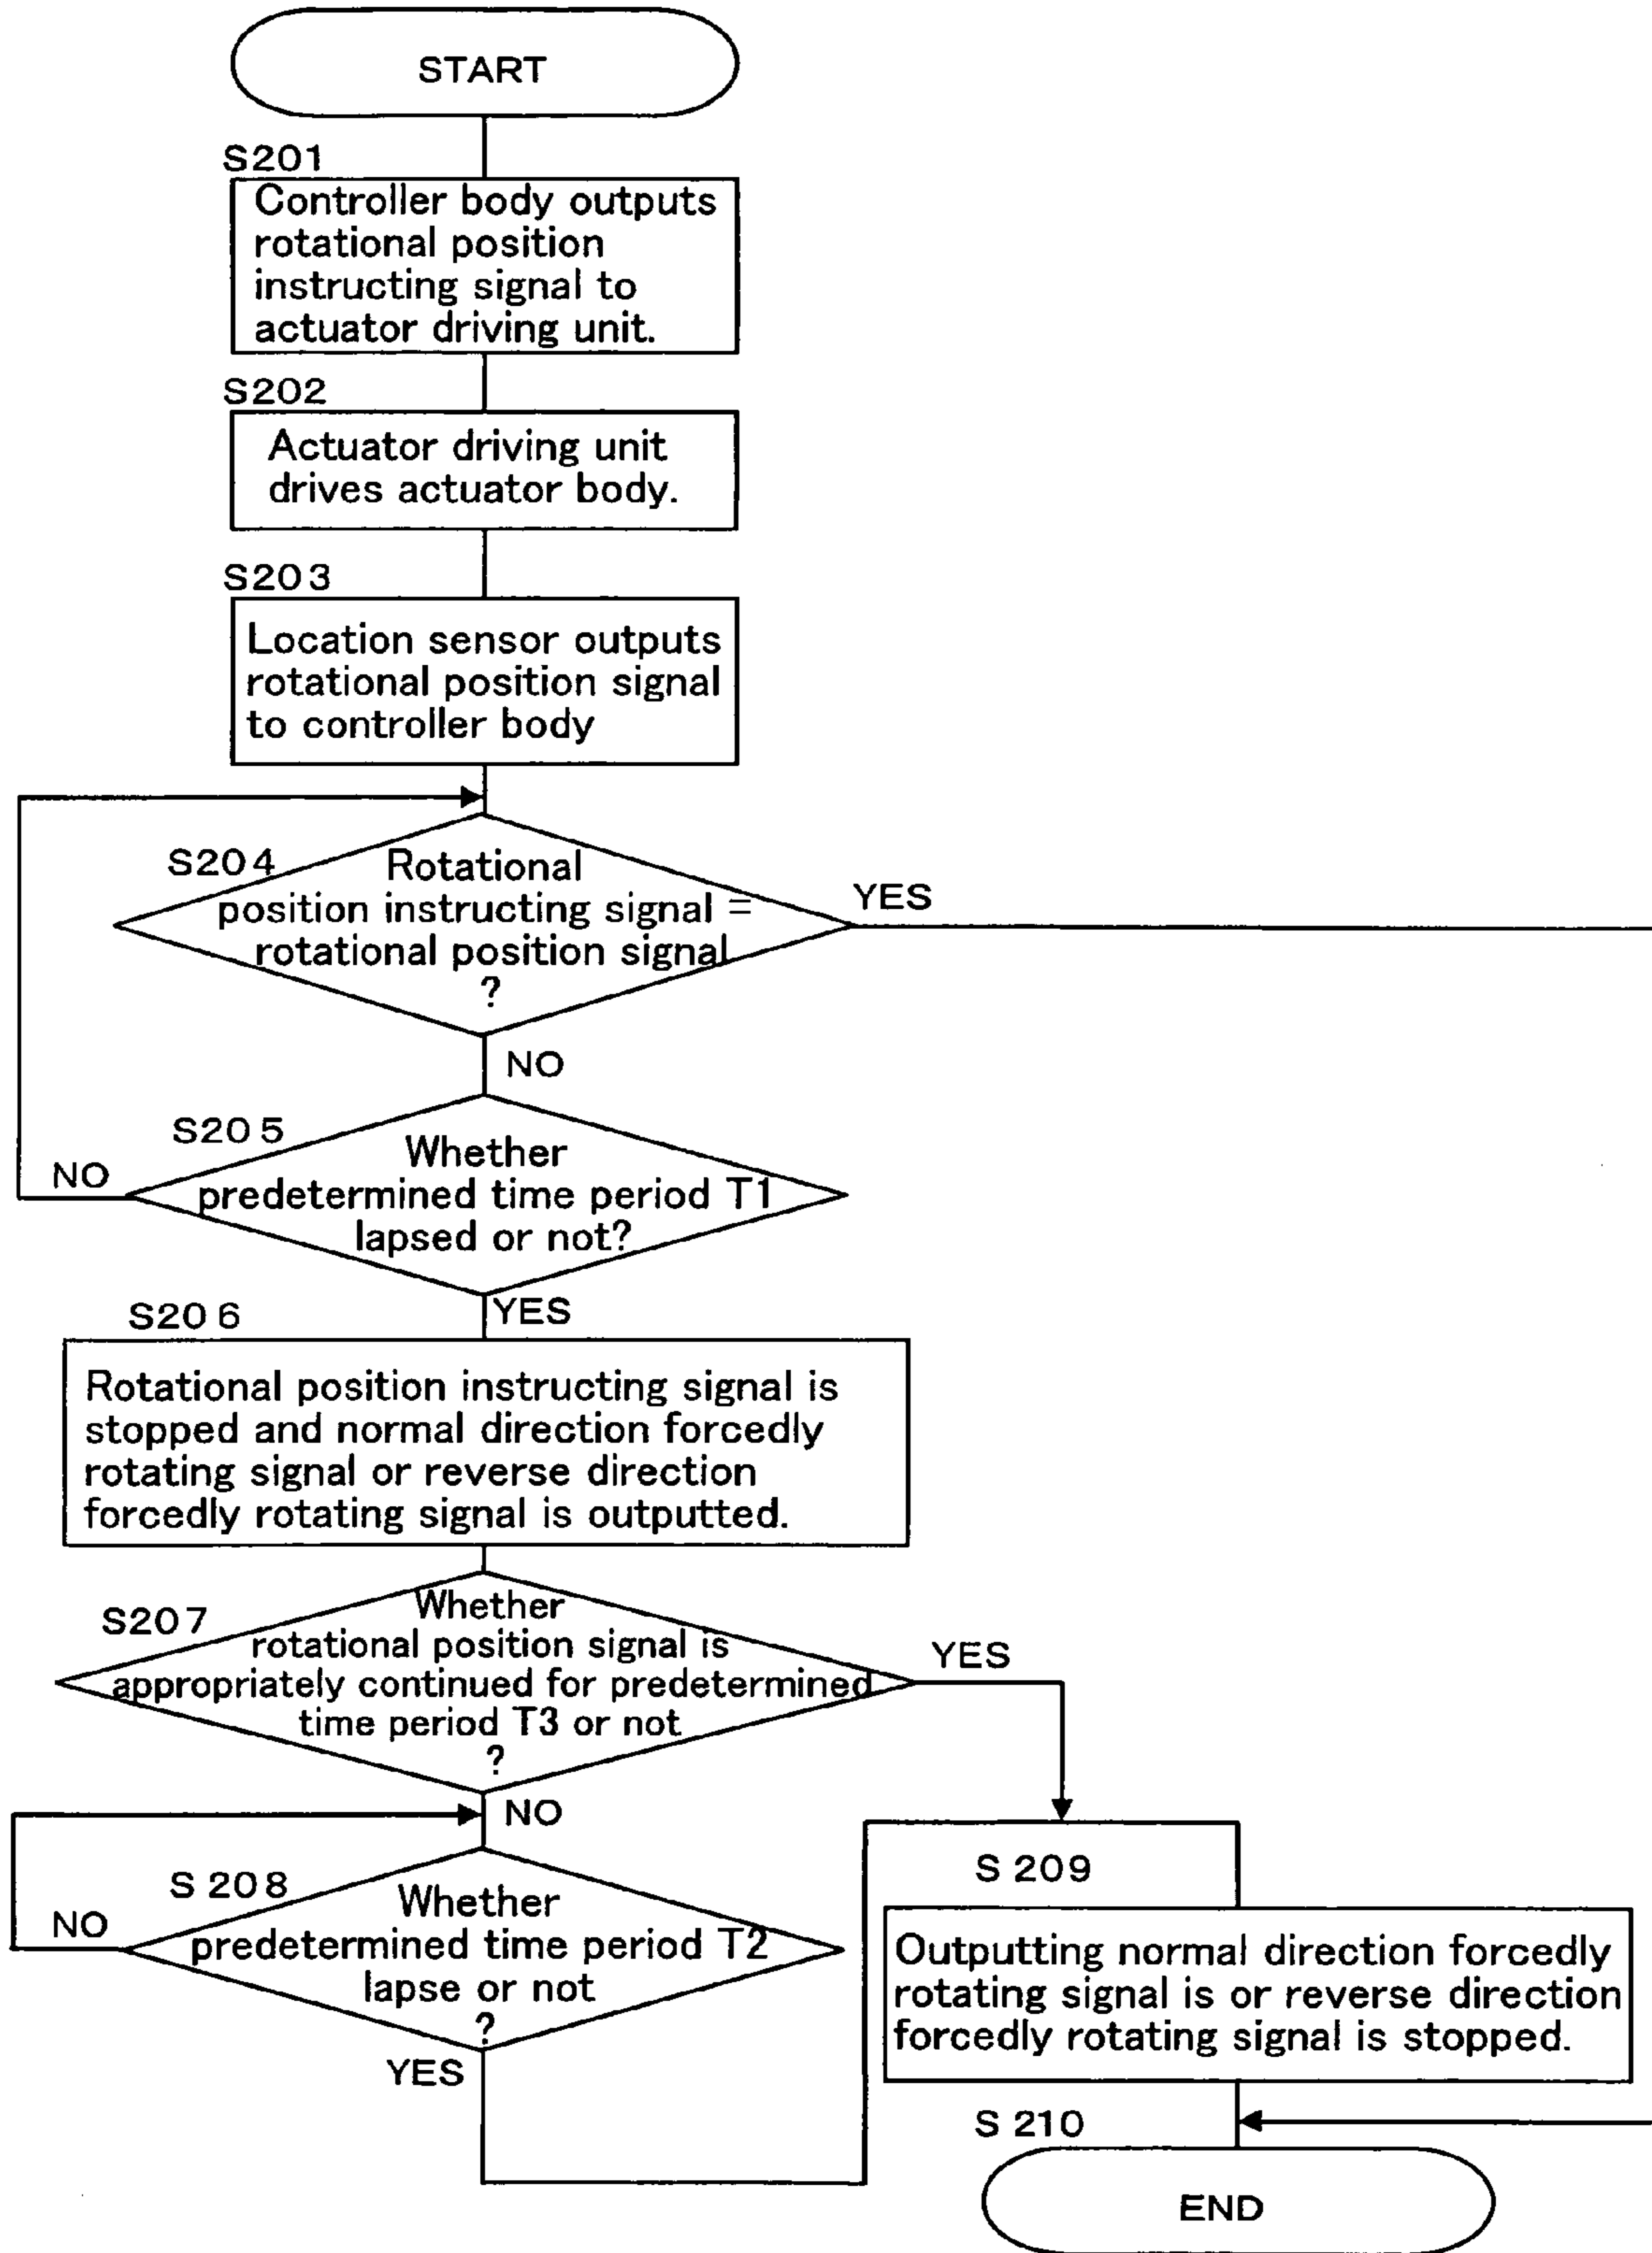 START
S201
Controller body outputs
rotational position
instructing signal to
actuator driving unit.
S202
Actuator driving unit
drives actuator body.
S203
Location sensor outputs
rotational position signal
to controller body
S204
Rotational
position instructing signal =
rotational position signal
?
YES
NO
S205
Whether
predetermined time period T1
lapsed or not?
NO
YES
S206
Rotational position instructing signal is
stopped and normal direction forcedly
rotating signal or reverse direction
forcedly rotating signal is outputted.
S207
Whether
rotational position signal is
appropriately continued for predetermined
time period T3 or not
?
YES
NO
S 208
Whether
predetermined time period T2
lapse or not
?
NO
YES
S 209
Outputting normal direction forcedly
rotating signal is or reverse direction
forcedly rotating signal is stopped.
S 210
END